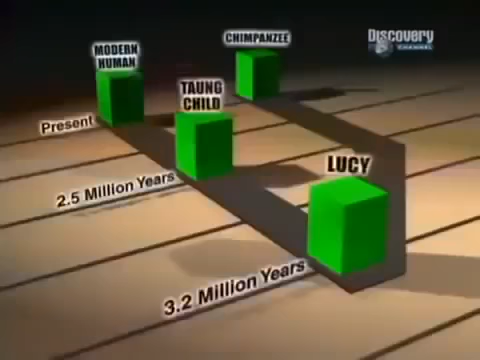 MODERN
HUMAN
CHIMPANZEE
Discovery
CHANNEL
TAUNG
CHILD
Present
LUCY
2.5 Million Years
3.2 Million Years